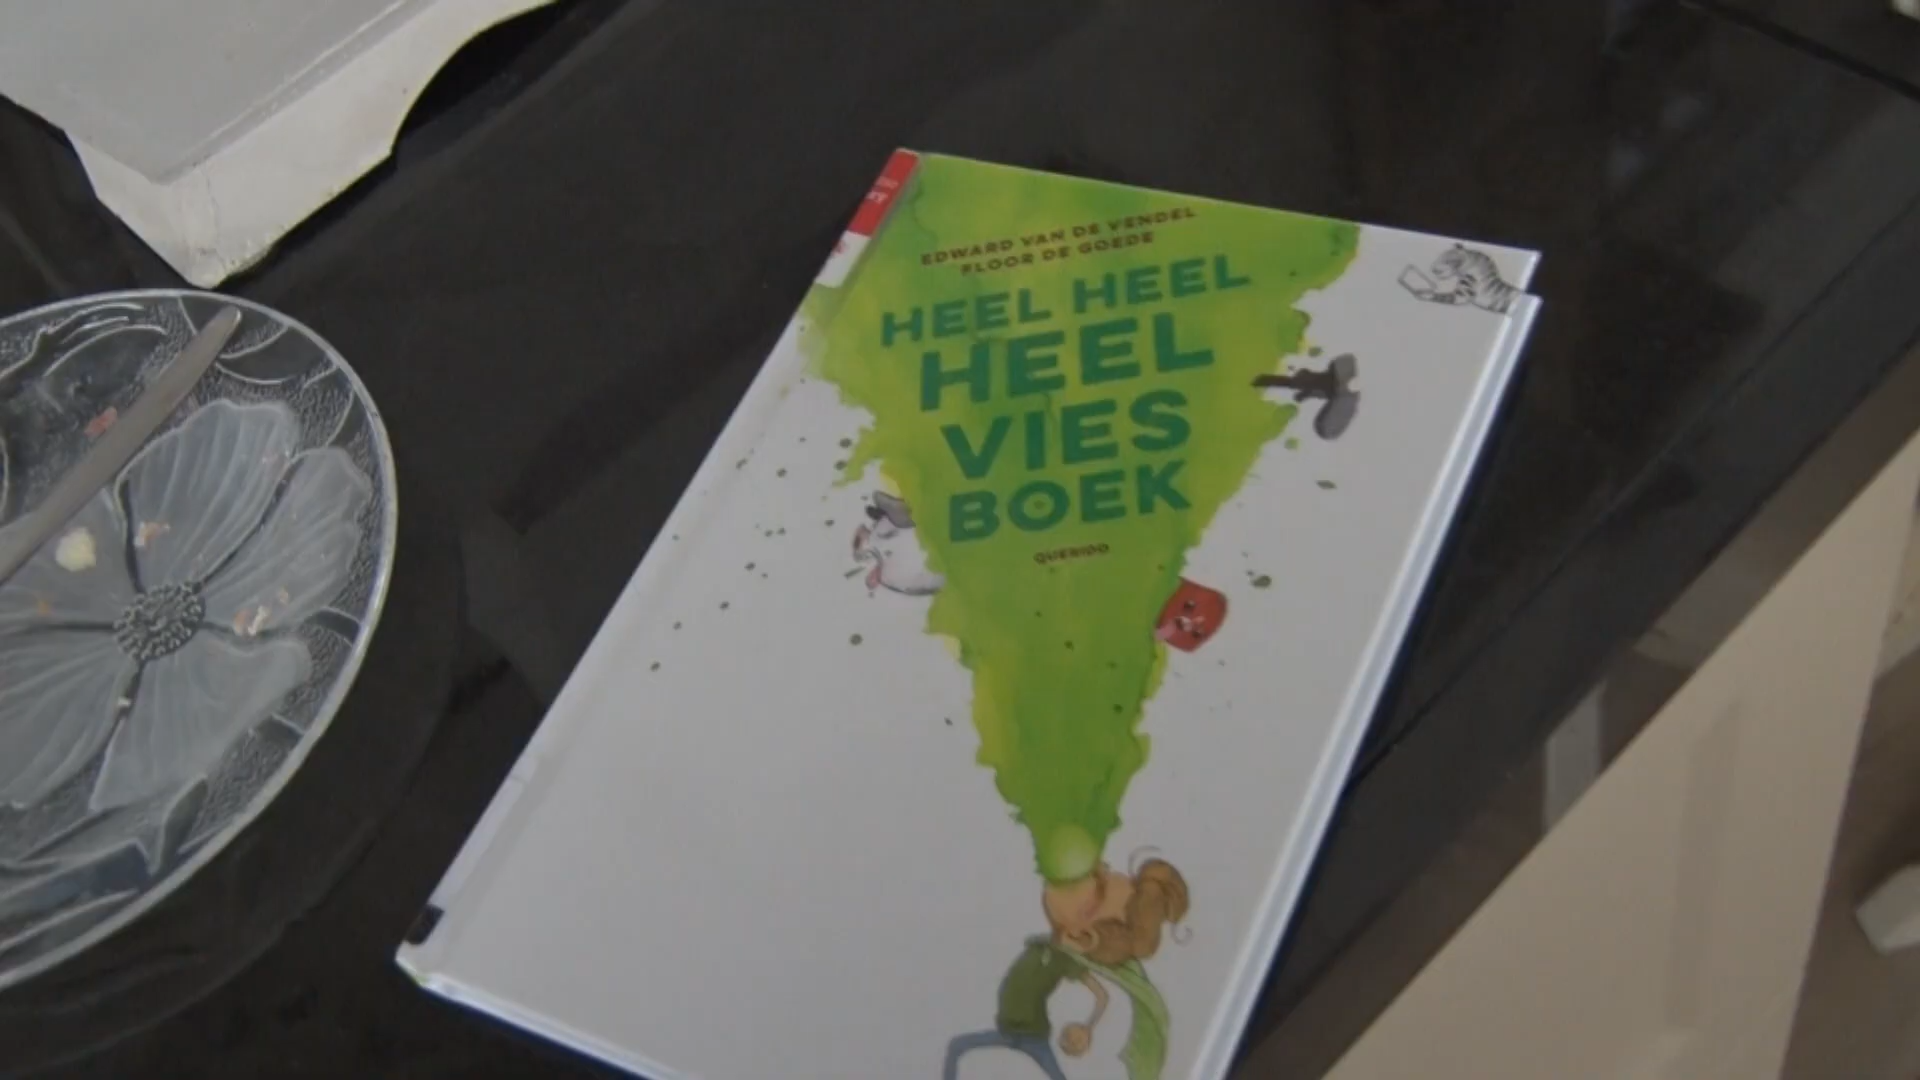 EDWARD VAN DE VENDEL
FLOOR DE GOEDE
HEEL HEEL
HEEL
VIES
BOEK
QUERIDO